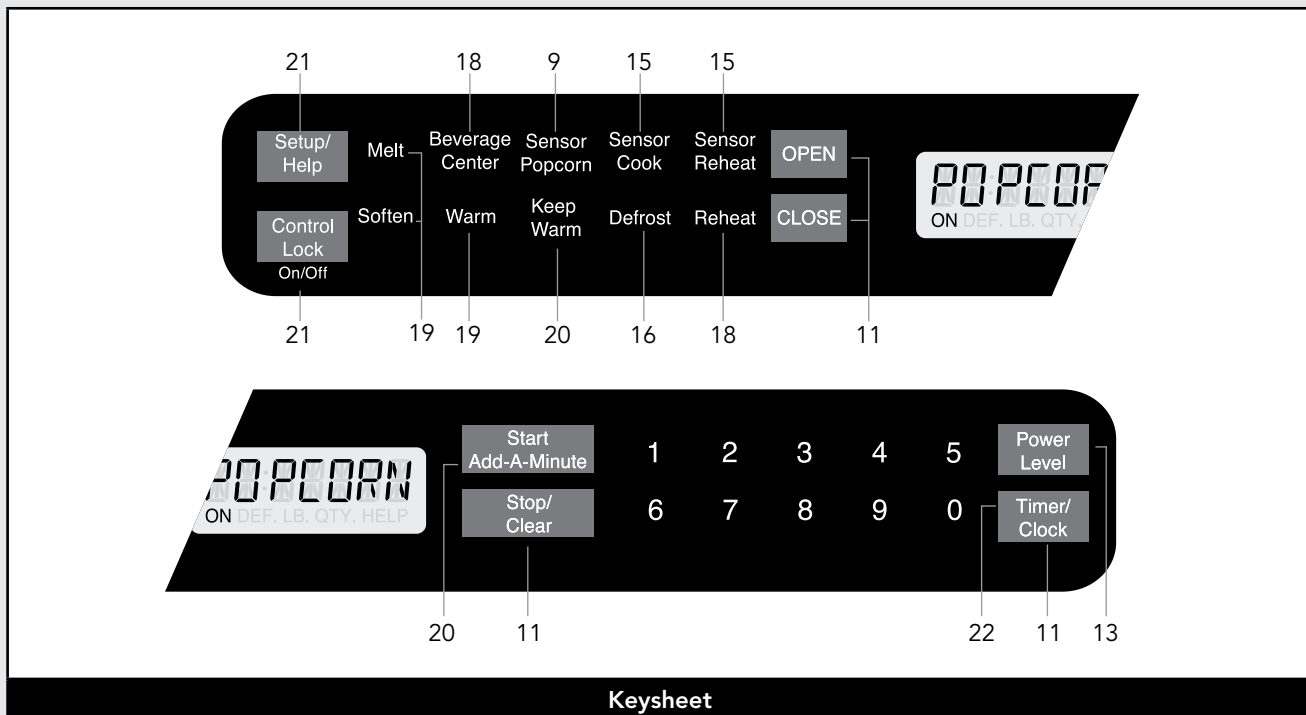 21 18 9 15 15
Setup/
Help
Melt
Beverage
Center
Sensor
Popcorn
Sensor
Cook
Sensor
Reheat
OPEN
POPCOR
ON DEF. LB. QTY.
Control
Lock
On/Off
Soften
Warm
Keep
Warm
Defrost
Reheat
CLOSE
21 19 19 20 16 18 11
POPCORN
ON DEF. LB. QTY. HELP
Start
Add-A-Minute
1 2 3 4 5
Power
Level
Stop/
Clear
6 7 8 9 0
Timer/
Clock
20 11 22 11 13
Keysheet